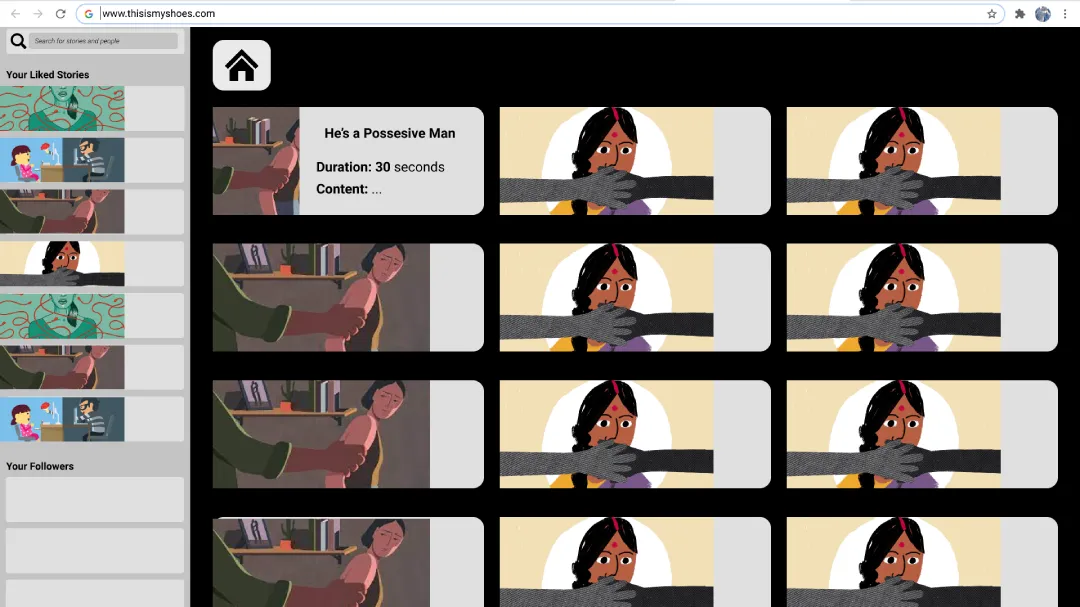 www.thisismyshoes.com
Search for stories and people
Your Liked Stories
He's a Possesive Man
Duration: 30 seconds
Content: ...
Your Followers